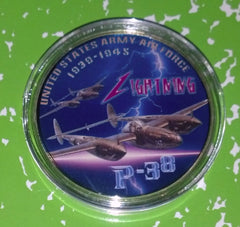 UNITED STATES ARMY AIR FORCE
1939-1945
LIGHTNING
P-38